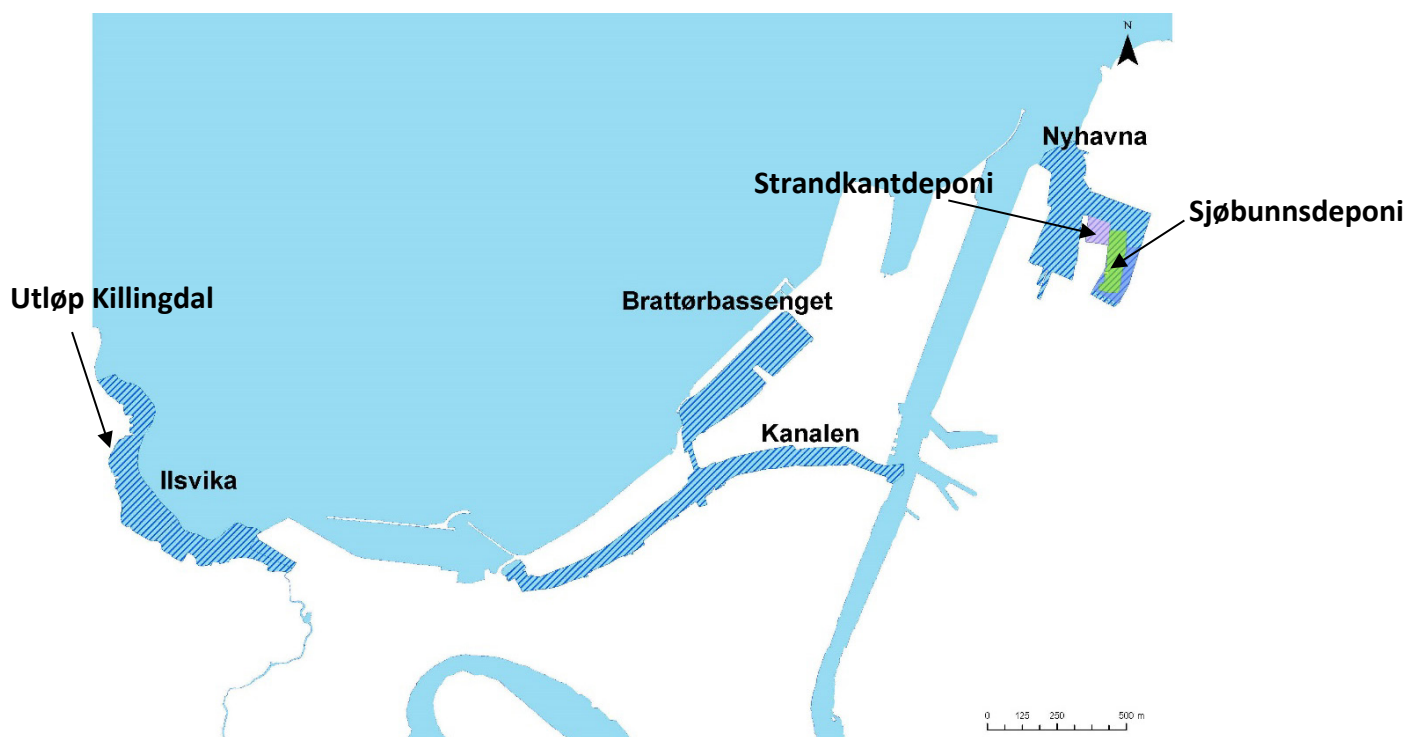 N
Nyhavna
Strandkantdeponi
Sjøbunnsdeponi
Utløp Killingdal
Brattørbassenget
Kanalen
Ilsvika
0 125 250 500 m